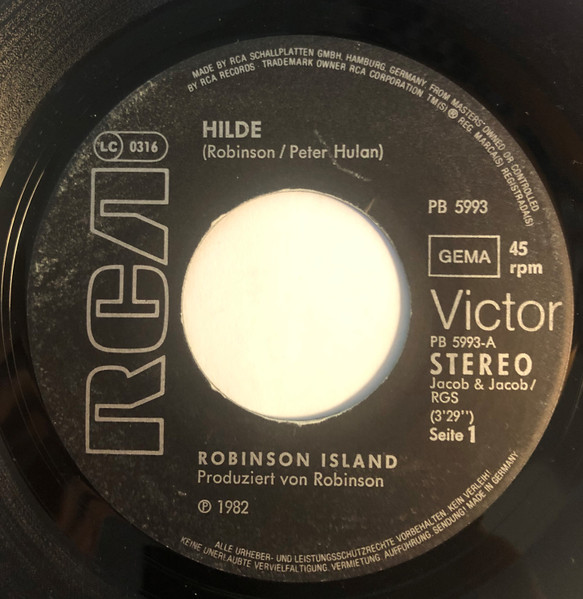 MADE BY RCA SCHALLPLATTEN GMBH, HAMBURG, GERMANY FROM MASTERS OWNED OR CONTROLLED
BY RCA RECORDS TRADEMARK OWNER RCA CORPORATION TM(S) ® REG. MARCA(S) REGISTRADA(S)
HILDE
(Robinson / Peter Hulan)
LC 0316
RCA
PB 5993
GEMA
45
rpm
Victor
PB 5993-A
STEREO
Jacob & Jacob/
RGS
(3'29'')
Seite 1
ROBINSON ISLAND
Produziert von Robinson
℗ 1982
ALLE URHEBER- UND LEISTUNGSSCHUTZRECHTE VORBEHALTEN. KEIN VERLEIH!
KEINE UNERLAUBTE VERVIELFÄLTIGUNG, VERMIETUNG, AUFFÜHRUNG, SENDUNG! MADE IN GERMANY